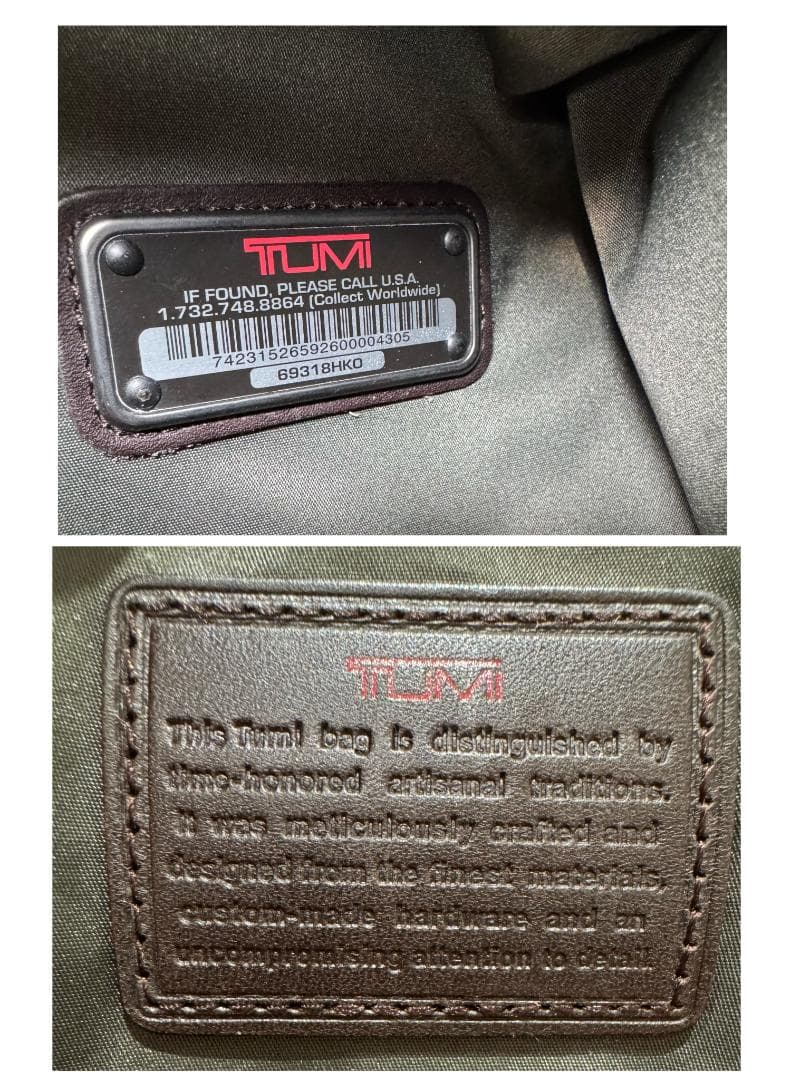 TUMI
IF FOUND, PLEASE CALL U.S.A.
1.732.748.8864 (Collect Worldwide)
74231526592600004305
69318HKO
TUMI
This Tumi bag is distinguished by
time-honored artisanal traditions.
It was meticulously crafted and
designed from the finest materials,
custom-made hardware and an
uncompromising attention to detail.